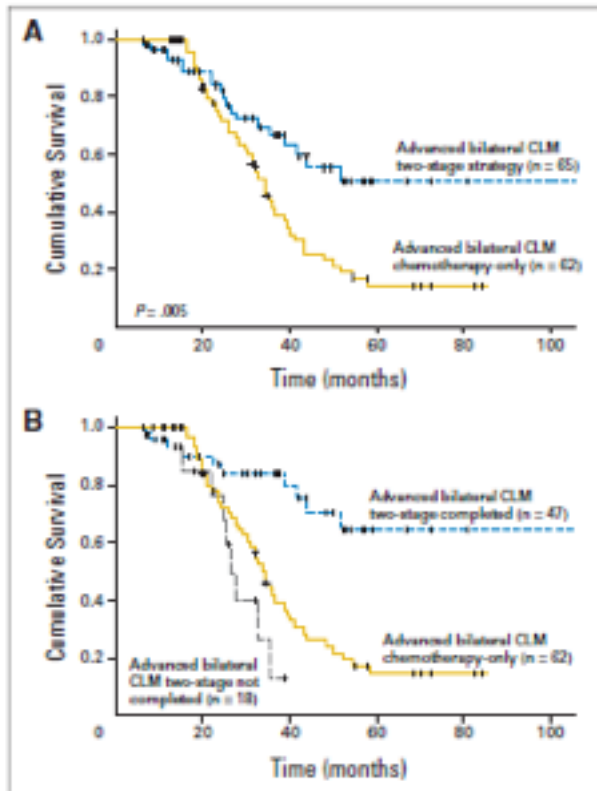 A
1.0
0.8
0.6
0.4
0.2
Cumulative Survival
Advanced bilateral CLM
two-stage strategy (n = 65)
Advanced bilateral CLM
chemotherapy-only (n = 62)
P = .005
0
20
40
60
80
100
Time (months)
B
1.0
0.8
0.6
0.4
0.2
Cumulative Survival
Advanced bilateral CLM
two-stage completed (n = 47)
Advanced bilateral CLM
chemotherapy-only (n = 62)
Advanced bilateral
CLM two-stage not
completed (n = 18)
0
20
40
60
80
100
Time (months)